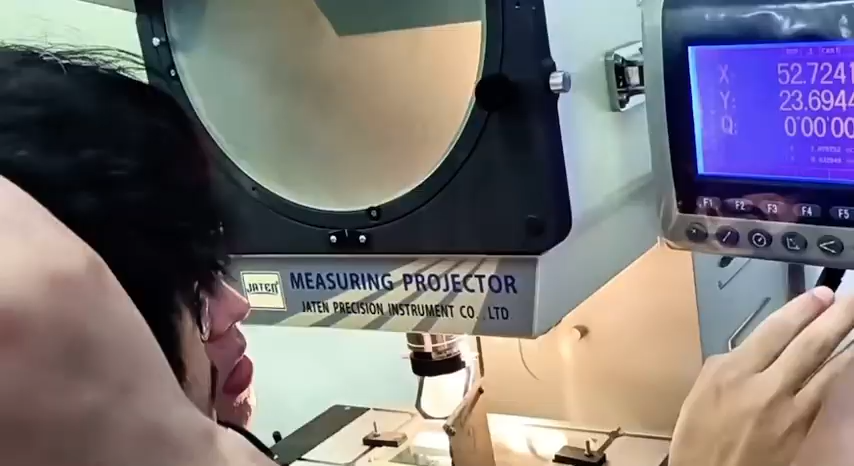 X: 52.7241
Y: 23.6944
Q: 0°00'00
F1 F2 F3 F4 F5
JATEN
MEASURING PROJECTOR
JATEN PRECISION INSTRUMENT CO., LTD